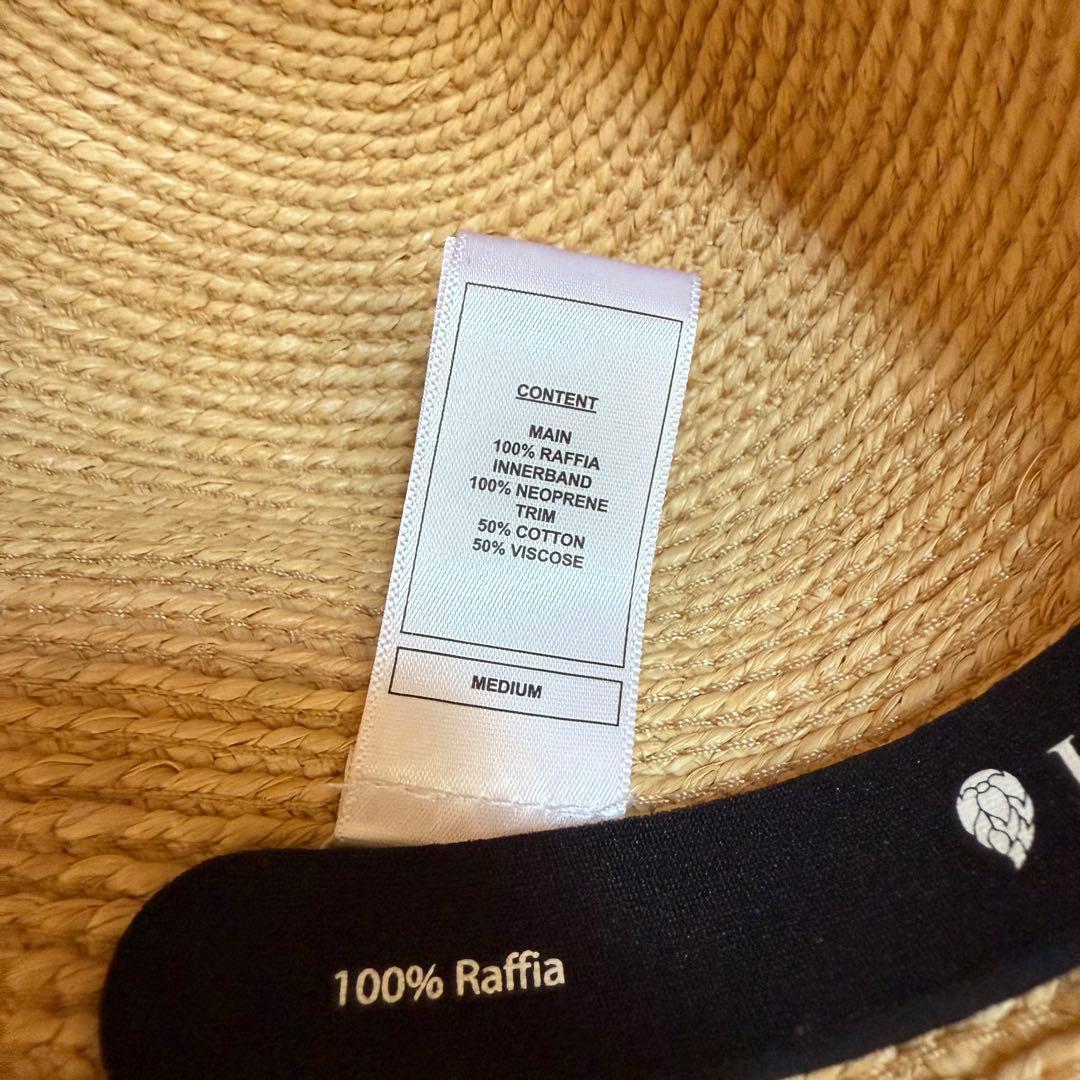 CONTENT
MAIN
100% RAFFIA
INNERBAND
100% NEOPRENE
TRIM
50% COTTON
50% VISCOSE
MEDIUM
100% Raffia